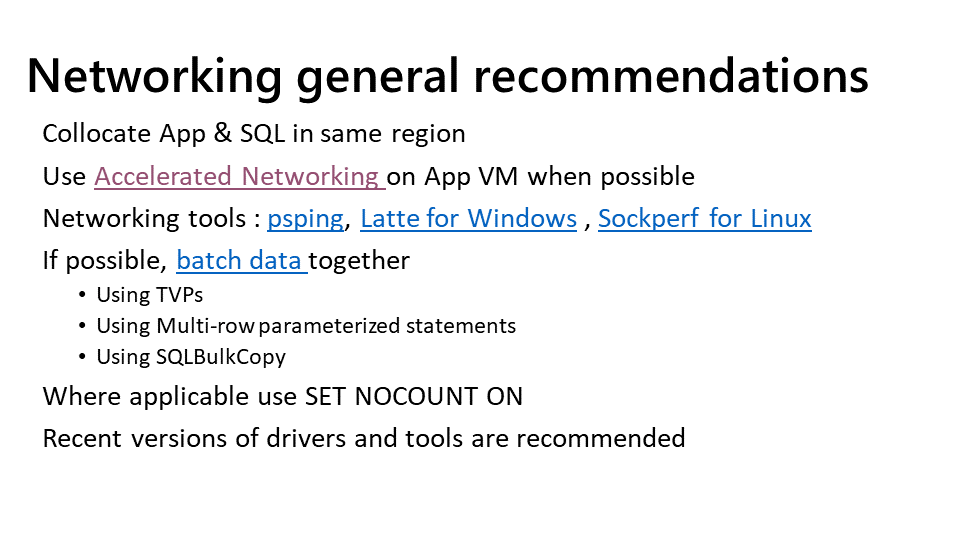 Networking general recommendations
Collocate App & SQL in same region
Use Accelerated Networking on App VM when possible
Networking tools : psping, Latte for Windows , Sockperf for Linux
If possible, batch data together
• Using TVPs
• Using Multi-row parameterized statements
• Using SQLBulkCopy
Where applicable use SET NOCOUNT ON
Recent versions of drivers and tools are recommended